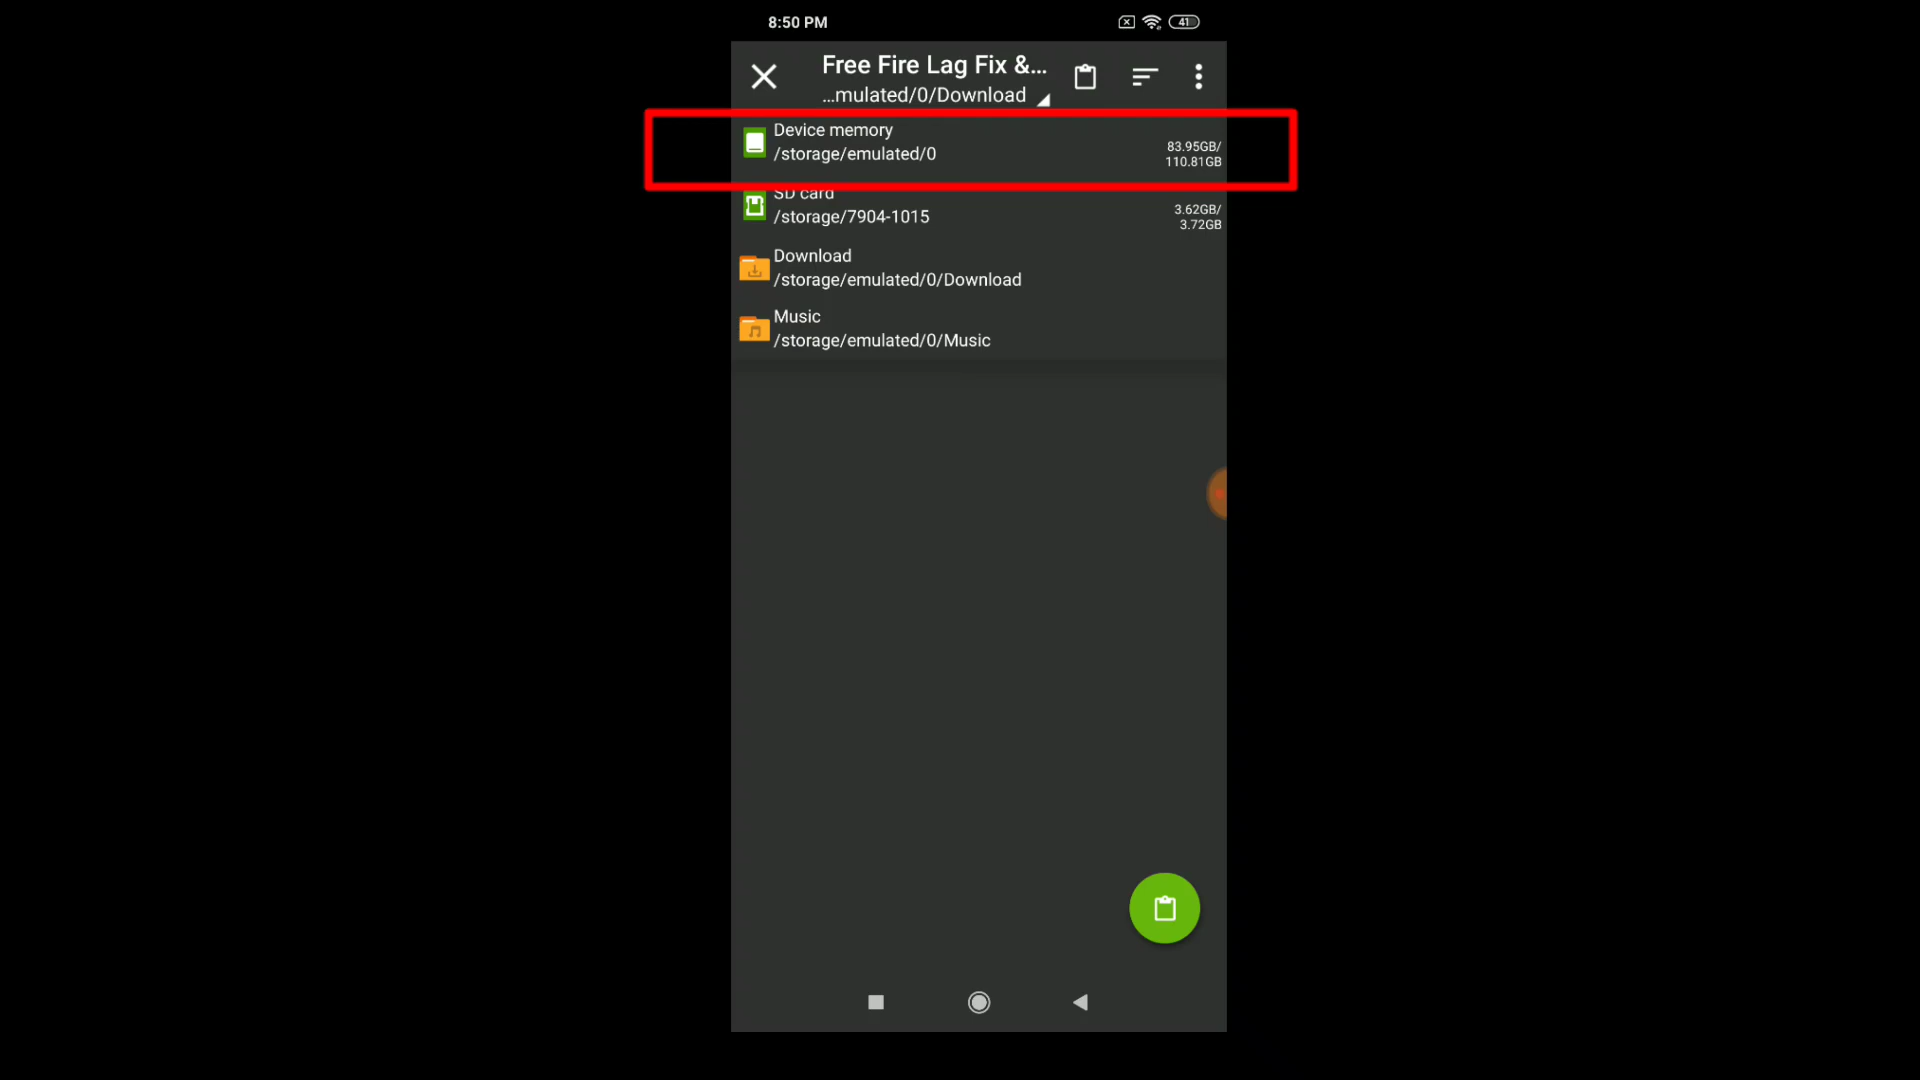 8:50 PM
41
Free Fire Lag Fix &...
...mulated/0/Download
Device memory
/storage/emulated/0
83.95GB/
110.81GB
SD card
/storage/7904-1015
3.62GB/
3.72GB
Download
/storage/emulated/0/Download
Music
/storage/emulated/0/Music